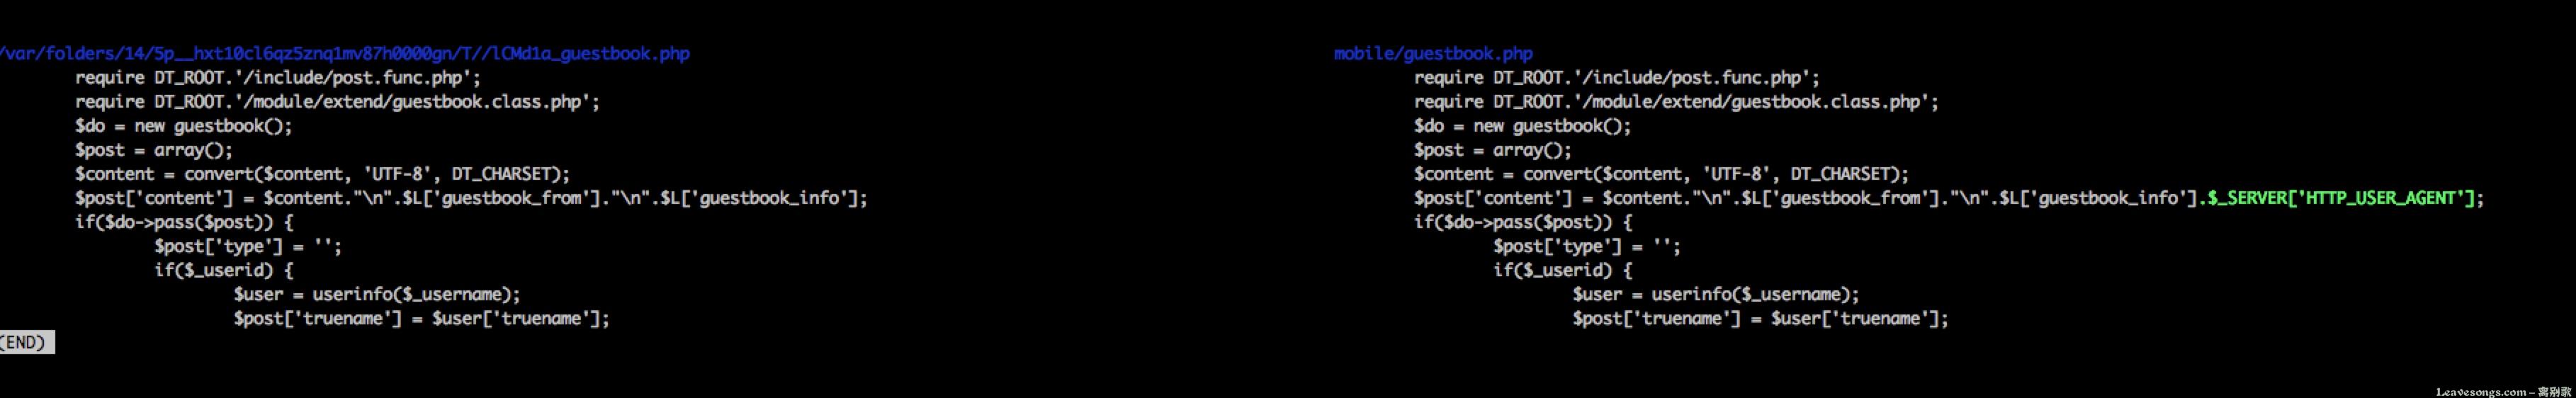 /var/folders/14/5p__hxt10cl6qz5znq1mv87h0000gn/T//lCMd1a_guestbook.php
require DT_ROOT.'/include/post.func.php';
require DT_ROOT.'/module/extend/guestbook.class.php';
$do = new guestbook();
$post = array();
$content = convert($content, 'UTF-8', DT_CHARSET);
$post['content'] = $content."\n".$L['guestbook_from']."\n".$L['guestbook_info'];
if($do->pass($post)) {
$post['type'] = '';
if($_userid) {
$user = userinfo($_username);
$post['truename'] = $user['truename'];
(END)
mobile/guestbook.php
require DT_ROOT.'/include/post.func.php';
require DT_ROOT.'/module/extend/guestbook.class.php';
$do = new guestbook();
$post = array();
$content = convert($content, 'UTF-8', DT_CHARSET);
$post['content'] = $content."\n".$L['guestbook_from']."\n".$L['guestbook_info'].$_SERVER['HTTP_USER_AGENT'];
if($do->pass($post)) {
$post['type'] = '';
if($_userid) {
$user = userinfo($_username);
$post['truename'] = $user['truename'];
Leavesongs.com – 离别歌